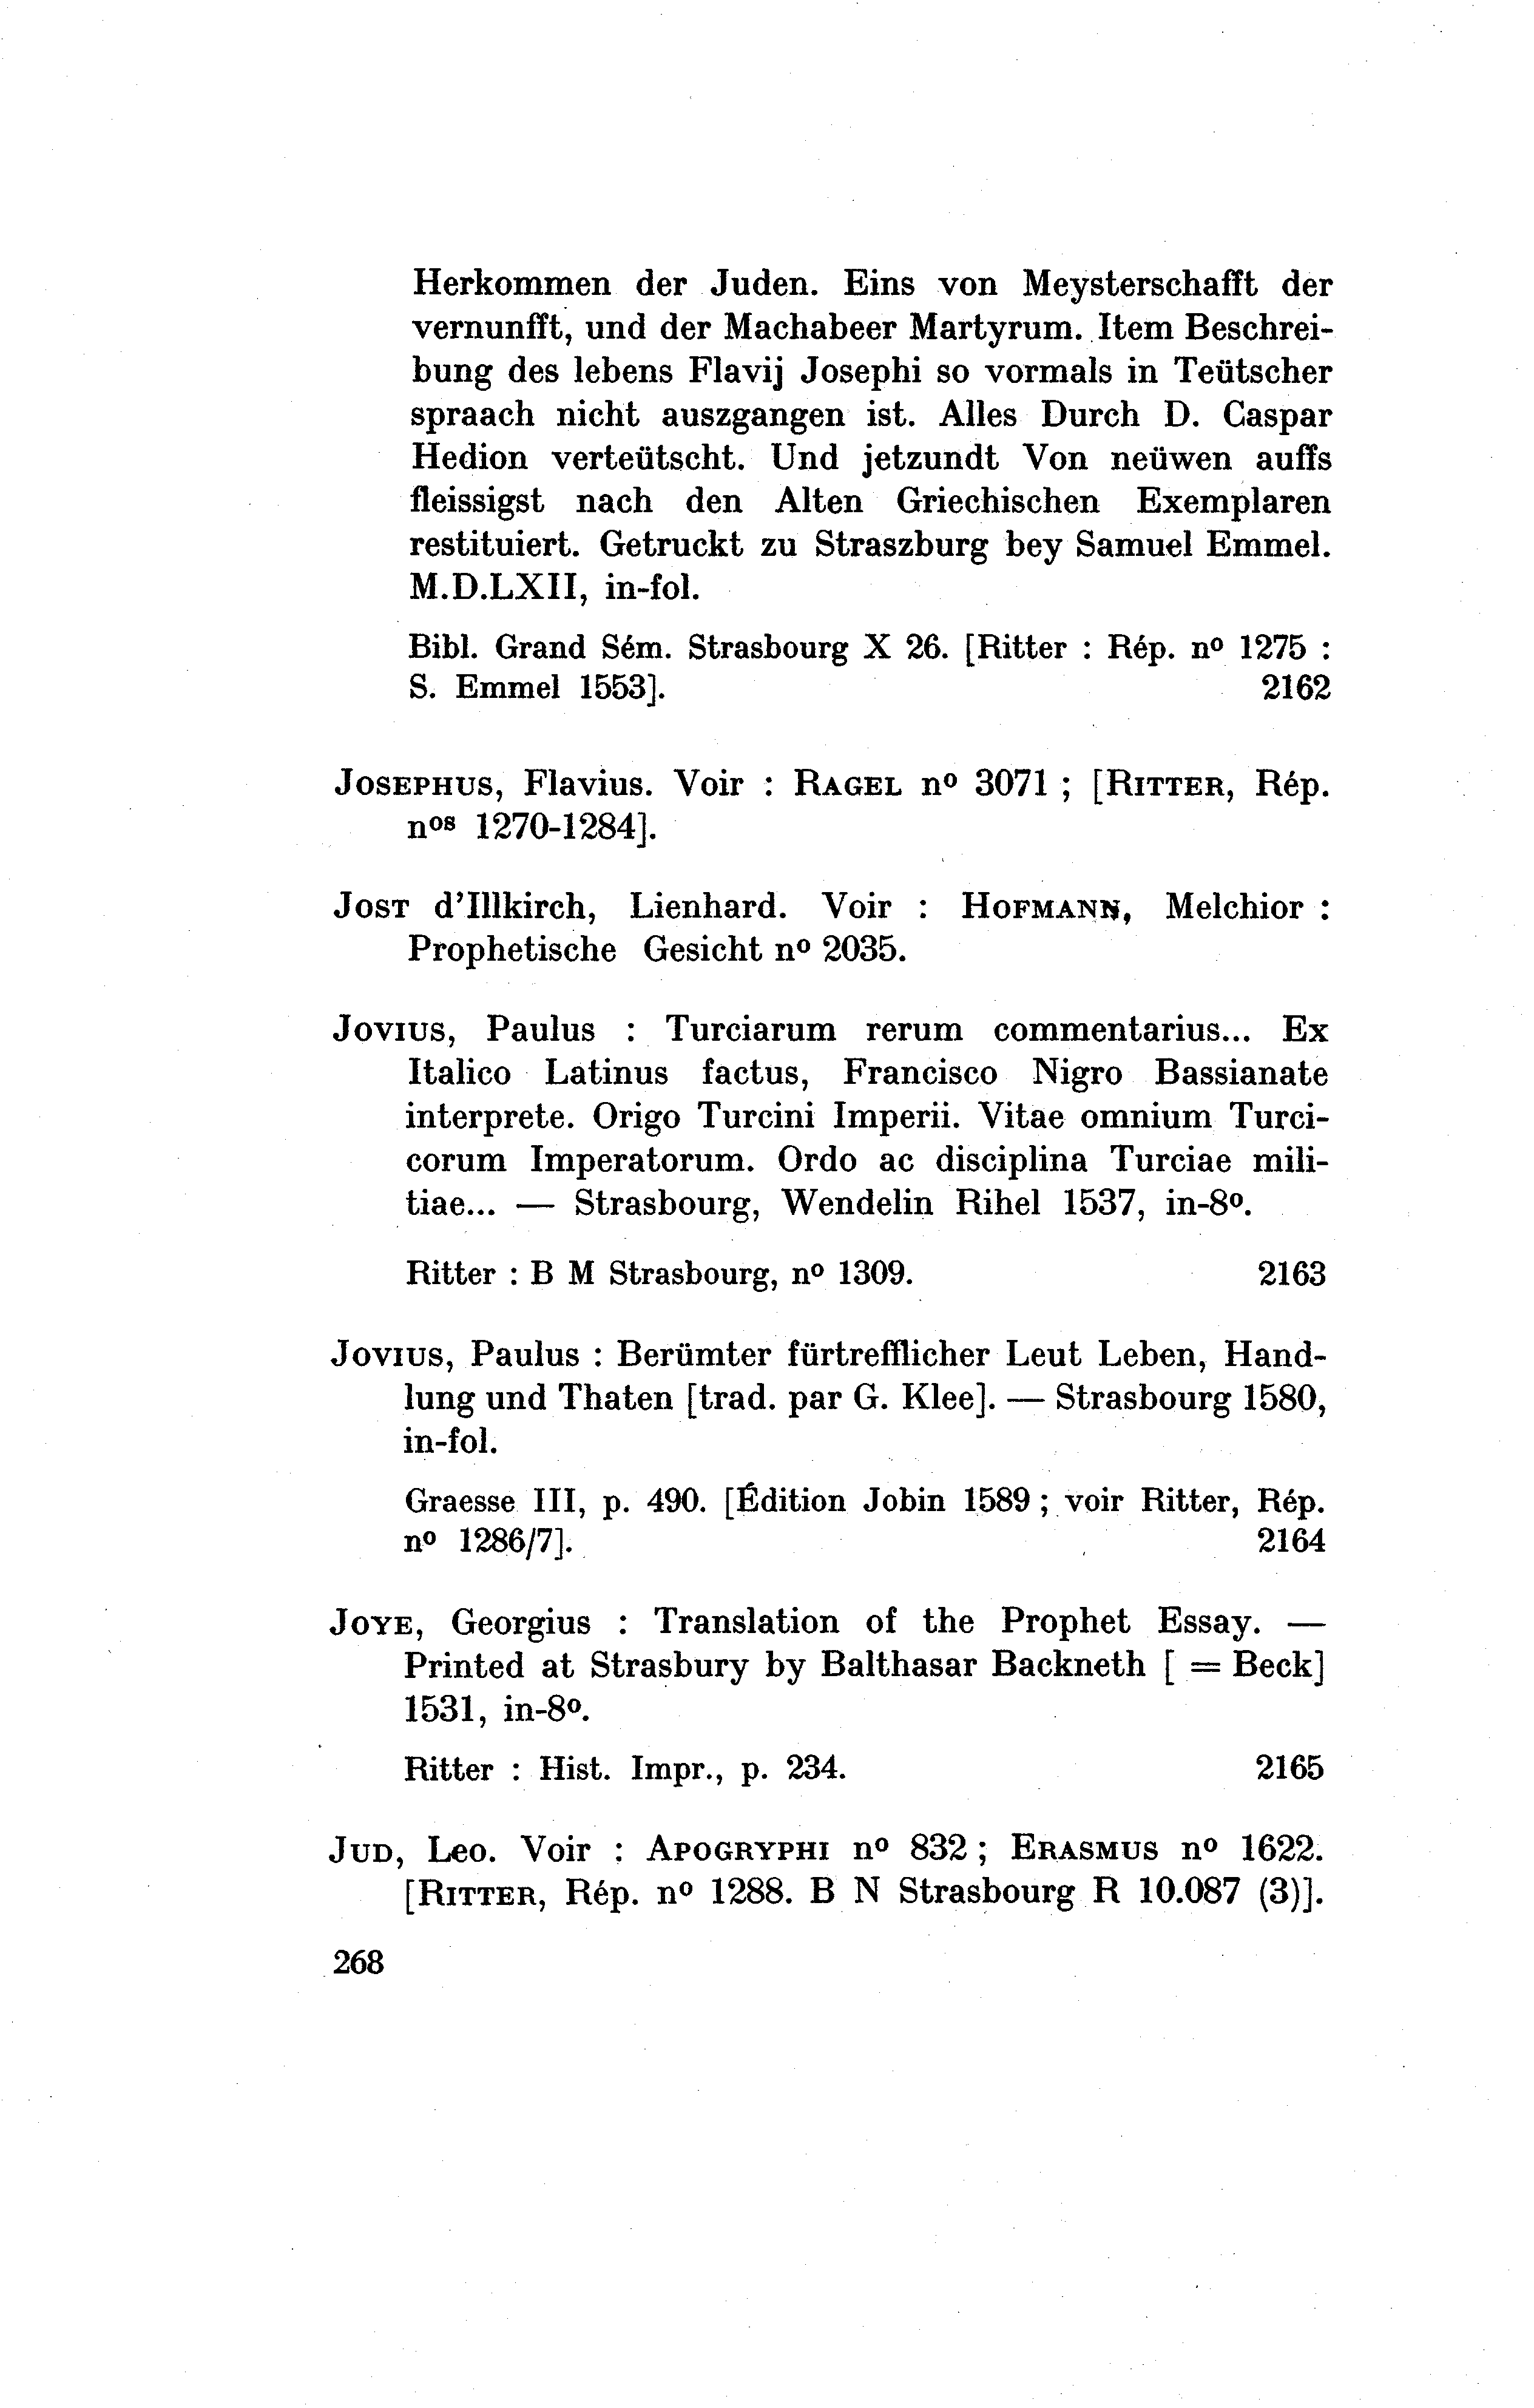 Herkommen der Juden. Eins von Meysterschafft der
vernunfft, und der Machabeer Martyrum. Item Beschrei-
bung des lebens Flavij Josephi so vormals in Teütscher
spraach nicht auszgangen ist. Alles Durch D. Caspar
Hedion verteütscht. Und jetzundt Von neüwen auffs
fleissigst nach den Alten Griechischen Exemplaren
restituiert. Getruckt zu Straszburg bey Samuel Emmel.
M.D.LXII, in-fol.
Bibl. Grand Sém. Strasbourg X 26. [Ritter : Rép. nº 1275 :
S. Emmel 1553]. 2162
JOSEPHUS, Flavius. Voir : RAGEL nº 3071 ; [RITTER, Rép.
nos 1270-1284].
JOST d'Illkirch, Lienhard. Voir : HOFMANN, Melchior :
Prophetische Gesicht nº 2035.
JOVIUS, Paulus : Turciarum rerum commentarius... Ex
Italico Latinus factus, Francisco Nigro Bassianate
interprete. Origo Turcini Imperii. Vitae omnium Turci-
corum Imperatorum. Ordo ac disciplina Turciae mili-
tiae... — Strasbourg, Wendelin Rihel 1537, in-8º.
Ritter : B M Strasbourg, nº 1309. 2163
JOVIUS, Paulus : Berümter fürtrefflicher Leut Leben, Hand-
lung und Thaten [trad. par G. Klee]. — Strasbourg 1580,
in-fol.
Graesse III, p. 490. [Édition Jobin 1589 ; voir Ritter, Rép.
nº 1286/7]. 2164
JOYE, Georgius : Translation of the Prophet Essay. —
Printed at Strasbury by Balthasar Backneth [ = Beck]
1531, in-8º.
Ritter : Hist. Impr., p. 234. 2165
JUD, Leo. Voir : APOGRYPHI nº 832 ; ERASMUS nº 1622.
[RITTER, Rép. nº 1288. B N Strasbourg R 10.087 (3)].
268